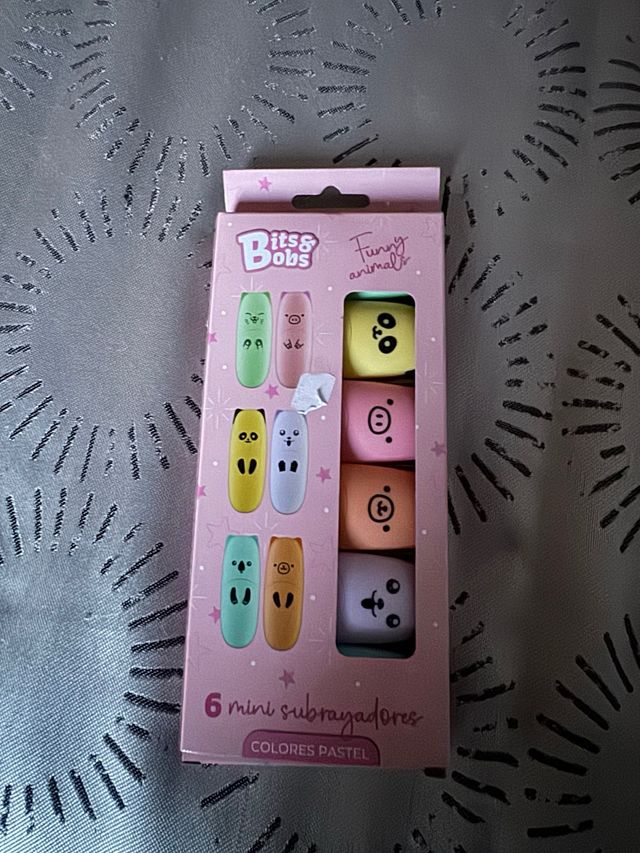 Bits&
Bobs
Funny
animals
6 mini subrayadores
COLORES PASTEL